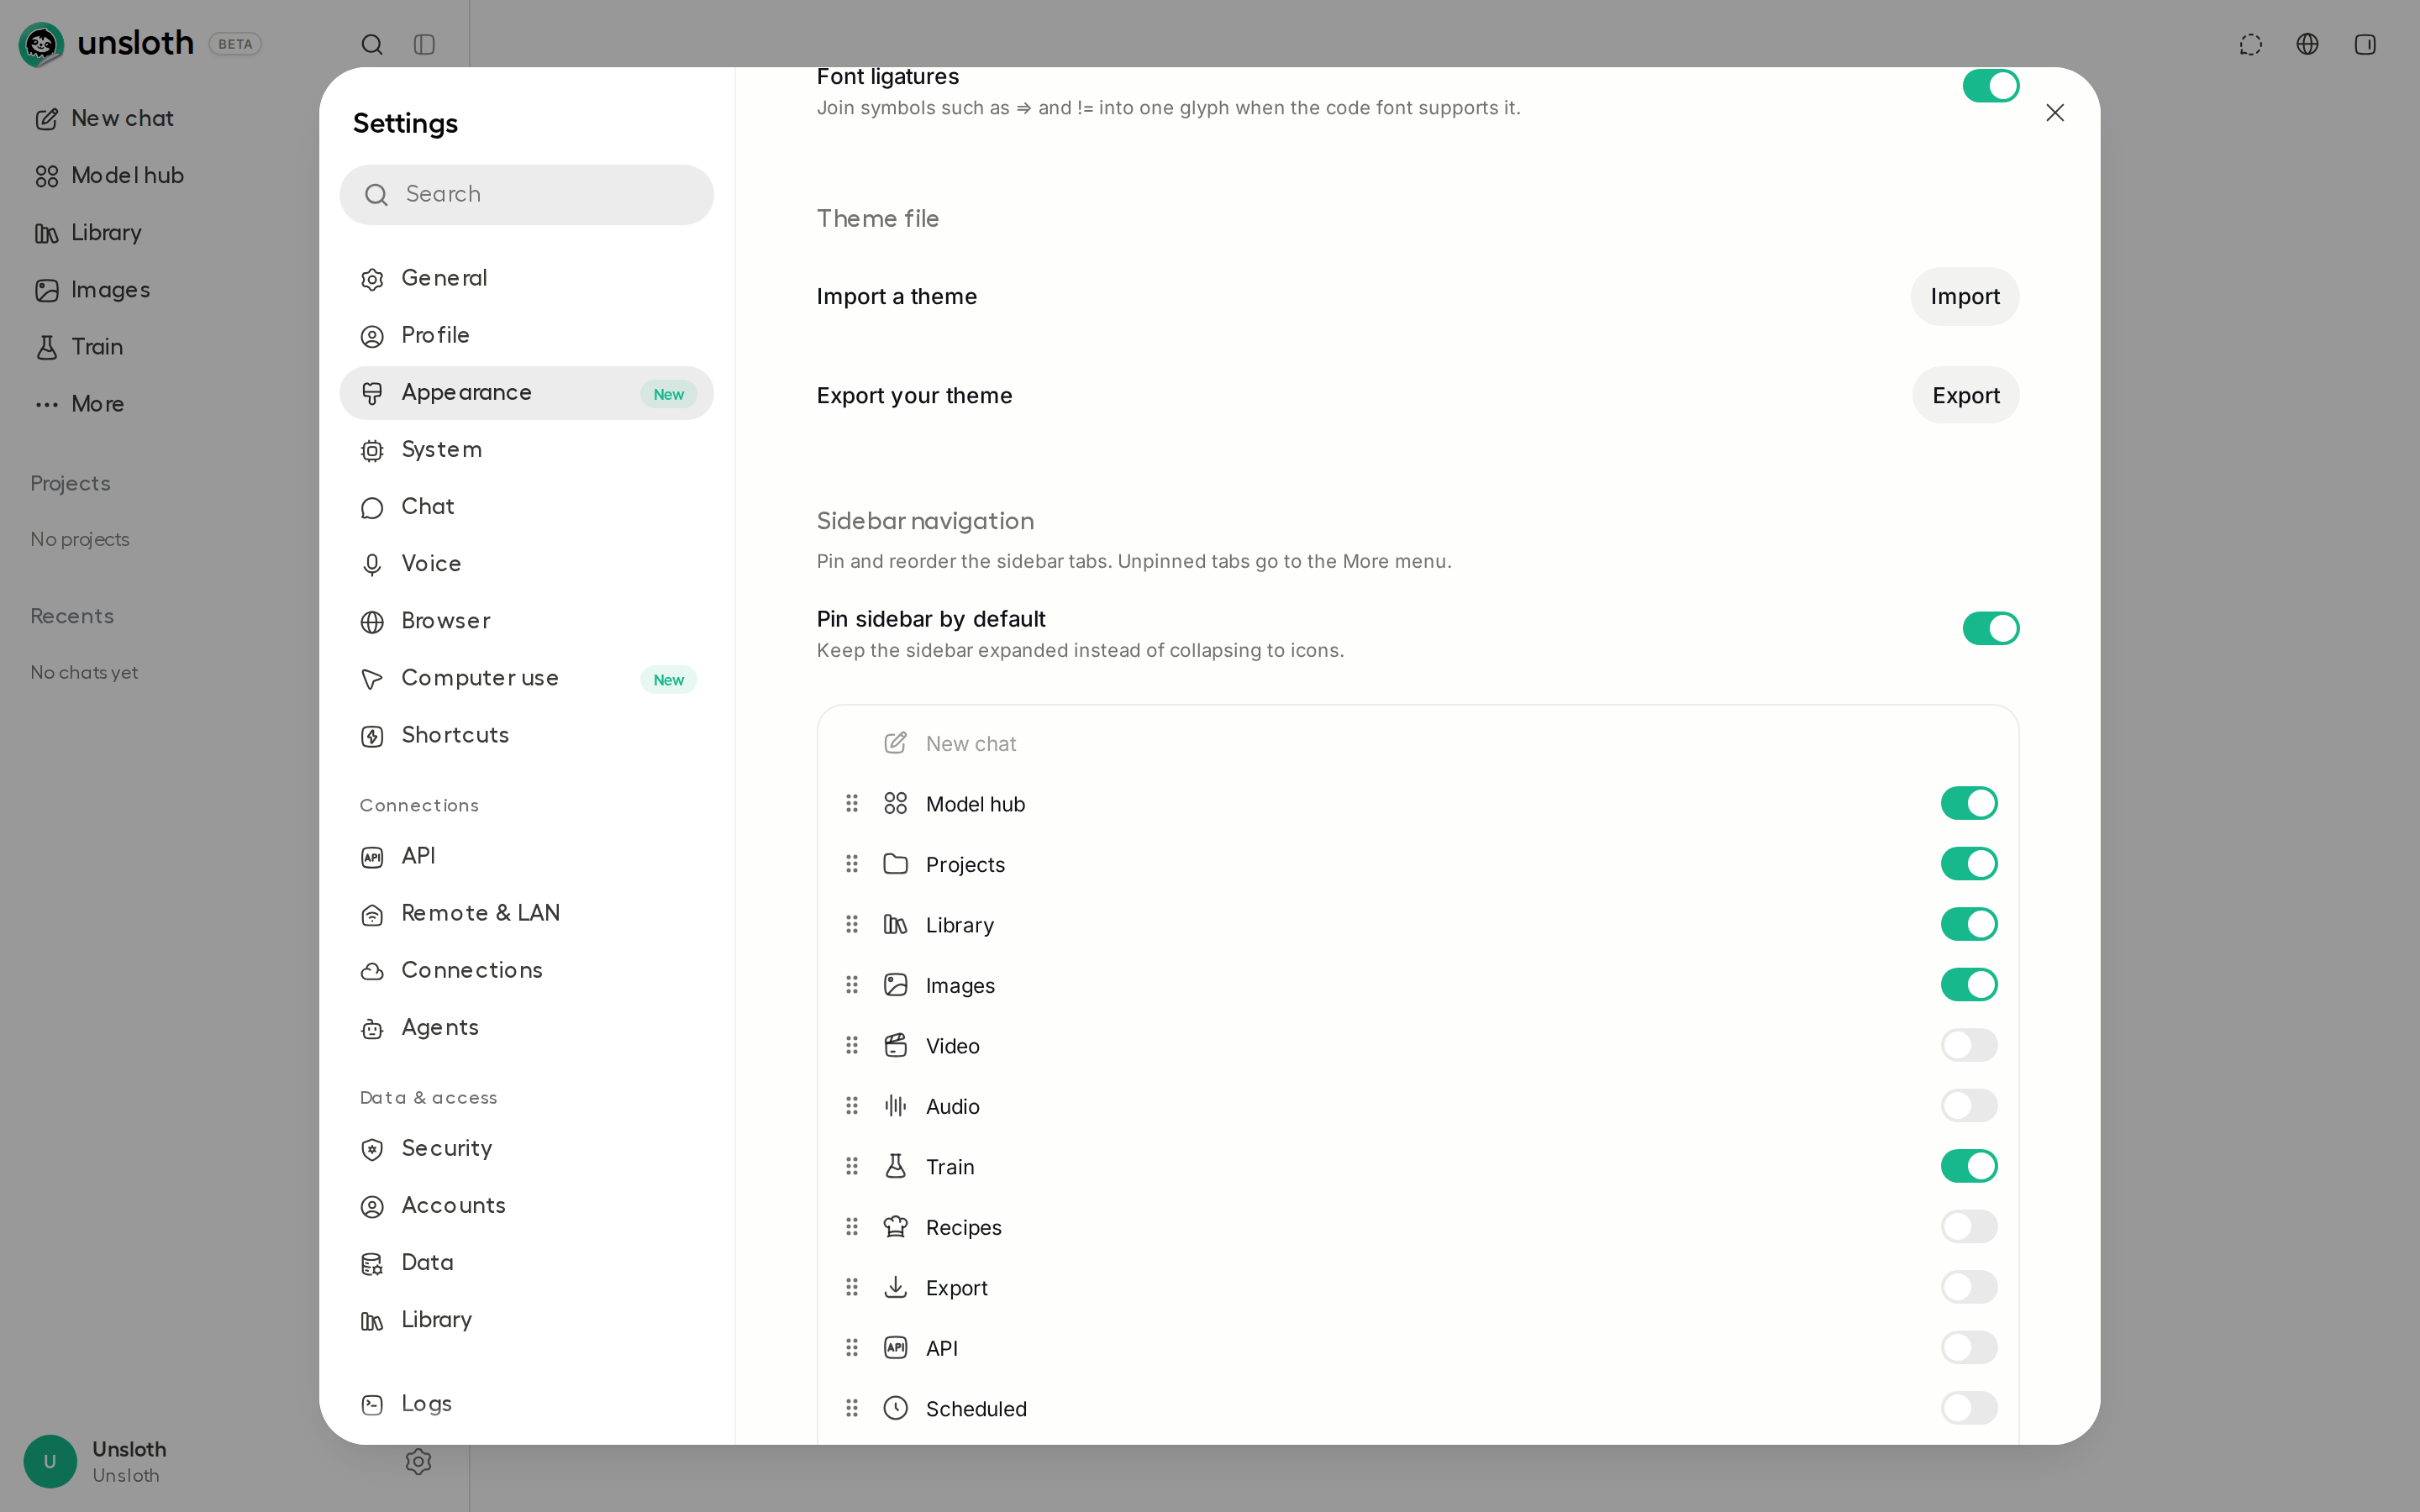 unsloth BETA
New chat
Model hub
Library
Images
Train
More
Projects
No projects
Recents
No chats yet
U
Unsloth
Unsloth
Settings
Search
General
Profile
Appearance New
System
Chat
Voice
Browser
Computer use New
Shortcuts
Connections
API
Remote & LAN
Connections
Agents
Data & access
Security
Accounts
Data
Library
Logs
Font ligatures
Join symbols such as ⇒ and != into one glyph when the code font supports it.
Theme file
Import a theme Import
Export your theme Export
Sidebar navigation
Pin and reorder the sidebar tabs. Unpinned tabs go to the More menu.
Pin sidebar by default
Keep the sidebar expanded instead of collapsing to icons.
New chat
Model hub
Projects
Library
Images
Video
Audio
Train
Recipes
Export
API API
Scheduled